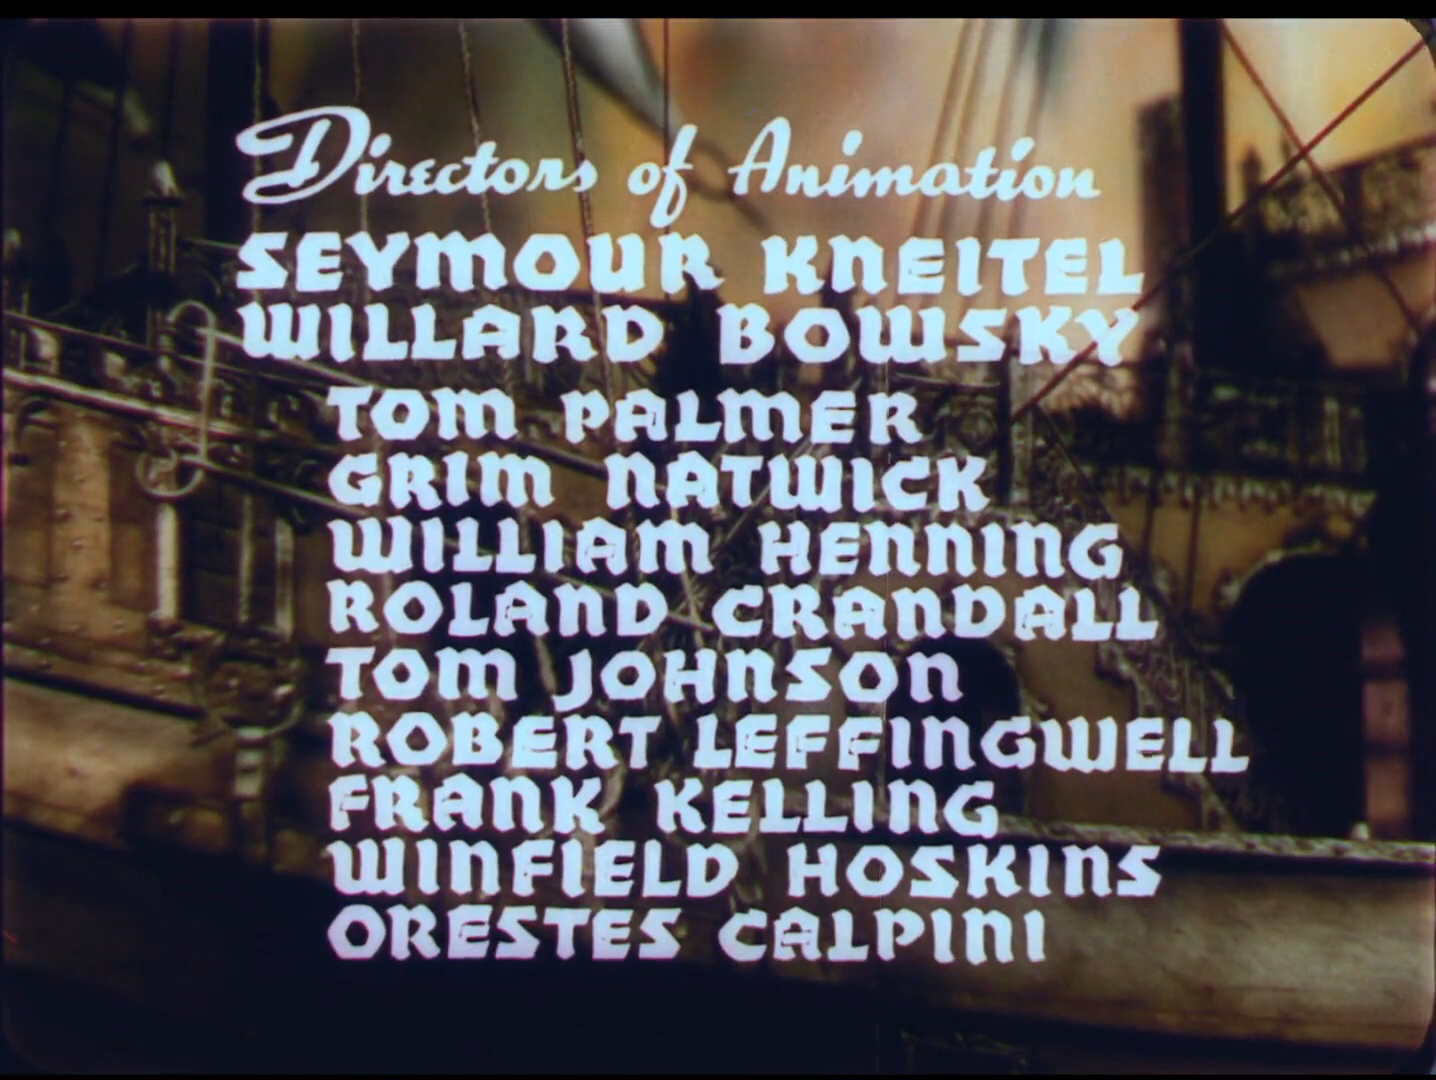 Directors of Animation
SEYMOUR KNEITEL
WILLARD BOWSKY
TOM PALMER
GRIM NATWICK
WILLIAM HENNING
ROLAND CRANDALL
TOM JOHNSON
ROBERT LEFFINGWELL
FRANK KELLING
WINFIELD HOSKINS
ORESTES CALPINI